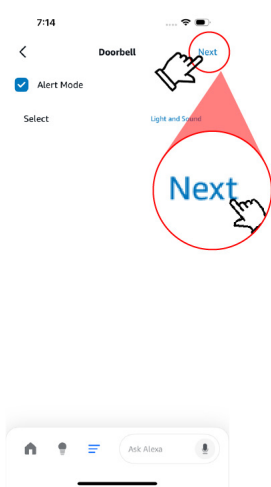 7:14
Doorbell Next
Alert Mode
Select Light and Sound
Next
Ask Alexa